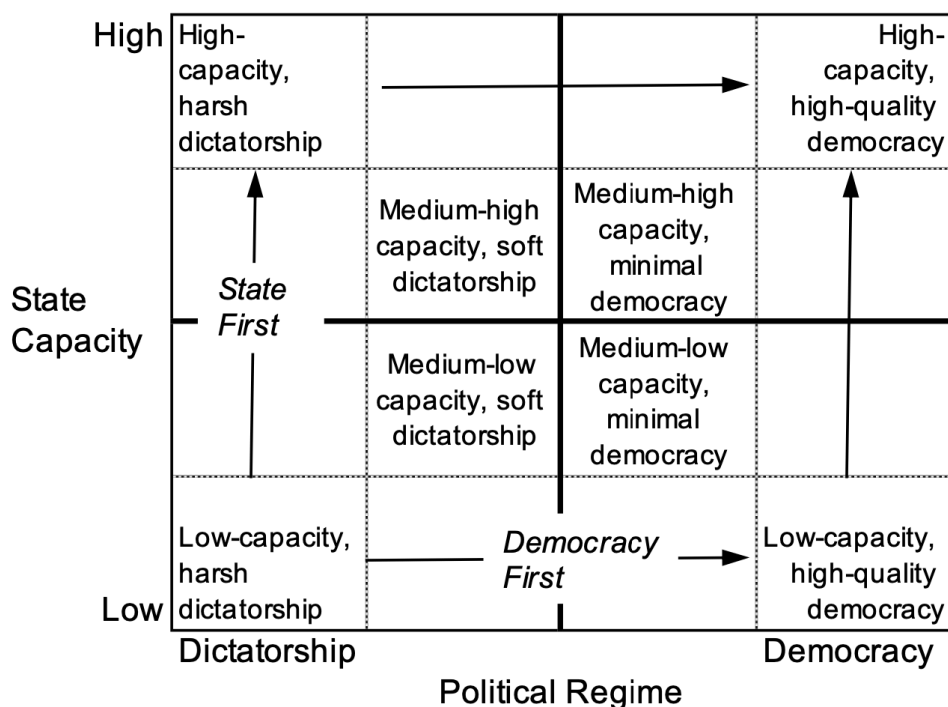 High
High-
capacity,
harsh
dictatorship
High-
capacity,
high-quality
democracy
Medium-high
capacity, soft
dictatorship
Medium-high
capacity,
minimal
democracy
State
Capacity
State
First
Medium-low
capacity, soft
dictatorship
Medium-low
capacity,
minimal
democracy
Low-capacity,
harsh
dictatorship
Democracy
First
Low-capacity,
high-quality
democracy
Low
Dictatorship
Democracy
Political Regime